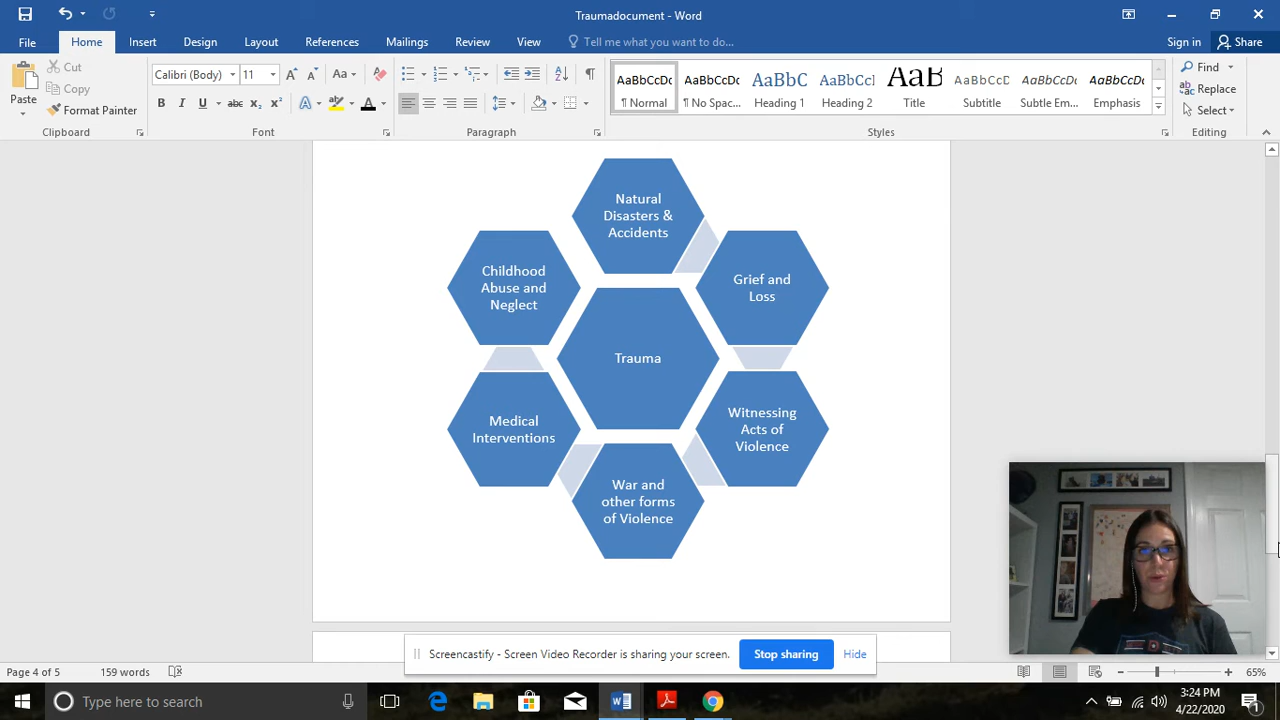 Traumadocument - Word
File
Home
Insert
Design
Layout
References
Mailings
Review
View
Tell me what you want to do...
Sign in
Share
Paste
Cut
Copy
Format Painter
Clipboard
Calibri (Body)
11
Font
Paragraph
AaBbCcDc
¶ Normal
AaBbCcDc
¶ No Spac...
AaBbC
Heading 1
AaBbCcl
Heading 2
AaB
Title
AaBbCcD
Subtitle
AaBbCcDt
Subtle Em...
AaBbCcDt
Emphasis
Styles
Find
Replace
Select
Editing
Natural
Disasters &
Accidents
Childhood
Abuse and
Neglect
Grief and
Loss
Trauma
Medical
Interventions
Witnessing
Acts of
Violence
War and
other forms
of Violence
Screencastify - Screen Video Recorder is sharing your screen.
Stop sharing
Hide
Page 4 of 5
159 words
65%
Type here to search
3:24 PM
4/22/2020